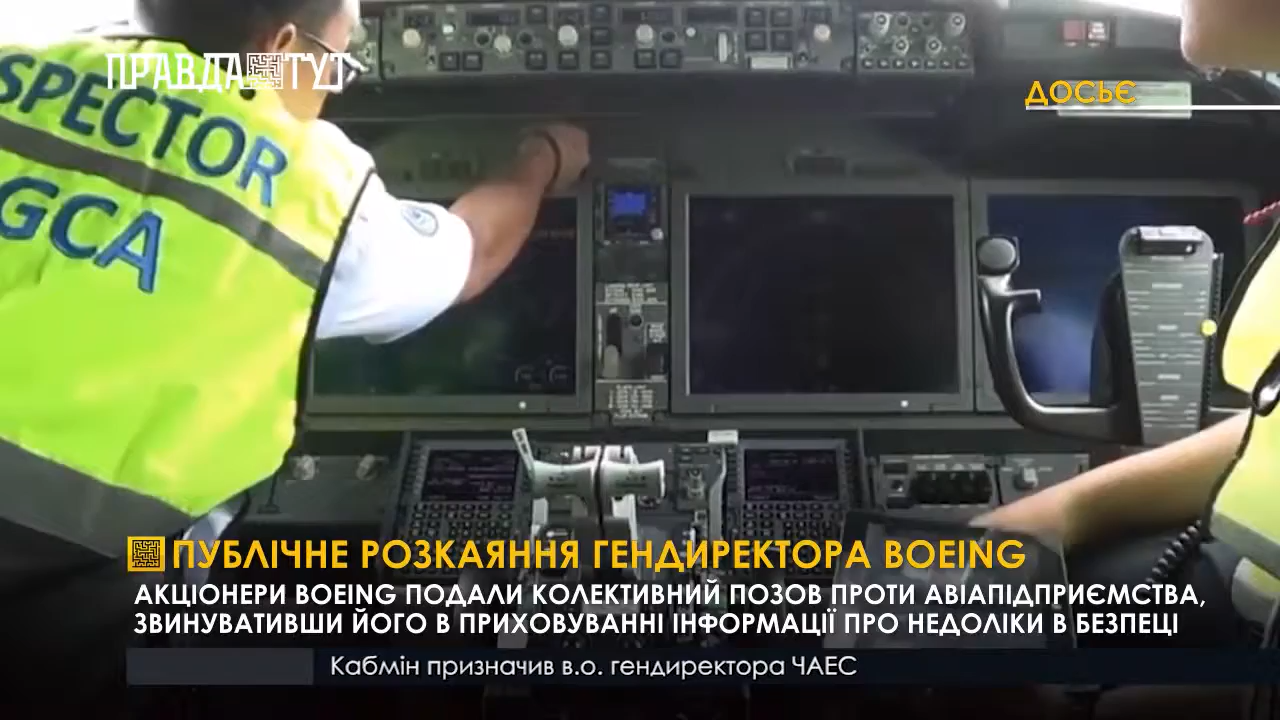 ПРАВДА ТУТ
ДОСЬЄ
SPECTOR
GCA
ПУБЛІЧНЕ РОЗКАЯННЯ ГЕНДИРЕКТОРА BOEING
АКЦІОНЕРИ BOEING ПОДАЛИ КОЛЕКТИВНИЙ ПОЗОВ ПРОТИ АВІАПІДПРИЄМСТВА,
ЗВИНУВАТИВШИ ЙОГО В ПРИХОВУВАННІ ІНФОРМАЦІЇ ПРО НЕДОЛІКИ В БЕЗПЕЦІ
Кабмін призначив в.о. гендиректора ЧАЕС